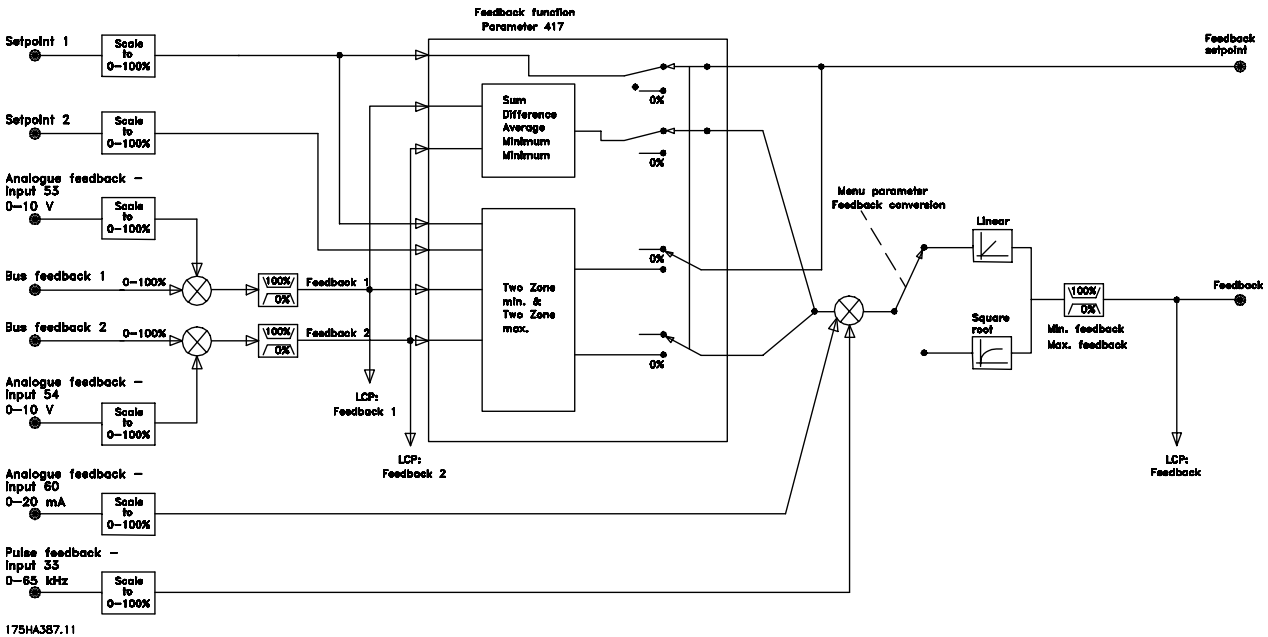 Feedback function
Parameter 417
Setpoint 1
Scale
to
0-100%
Feedback
setpoint
0%
Setpoint 2
Scale
to
0-100%
Sum
Difference
Average
Minimum
Minimum
0%
Analogue feedback -
input 53
0-10 V
Scale
to
0-100%
Menu parameter
Feedback conversion
Linear
0%
Bus feedback 1
0-100%
100%
0%
Feedback 1
Two Zone
min. &
Two Zone
max.
100%
0%
Feedback
Bus feedback 2
0-100%
100%
0%
Feedback 2
Square
root
Min. feedback
Max. feedback
0%
Analogue feedback -
input 54
0-10 V
Scale
to
0-100%
LCP:
Feedback 1
LCP:
Feedback 2
LCP:
Feedback
Analogue feedback -
input 60
0-20 mA
Scale
to
0-100%
Pulse feedback -
input 33
0-65 kHz
Scale
to
0-100%
175HA387.11